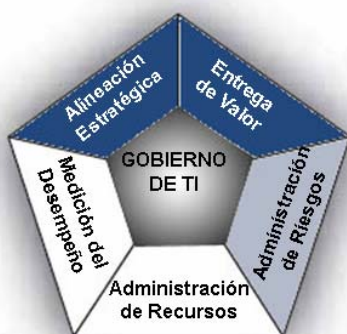 Alineación
Estratégica
Entrega
de Valor
GOBIERNO
DE TI
Medición del
Desempeño
Administración
de Riesgos
Administración
de Recursos